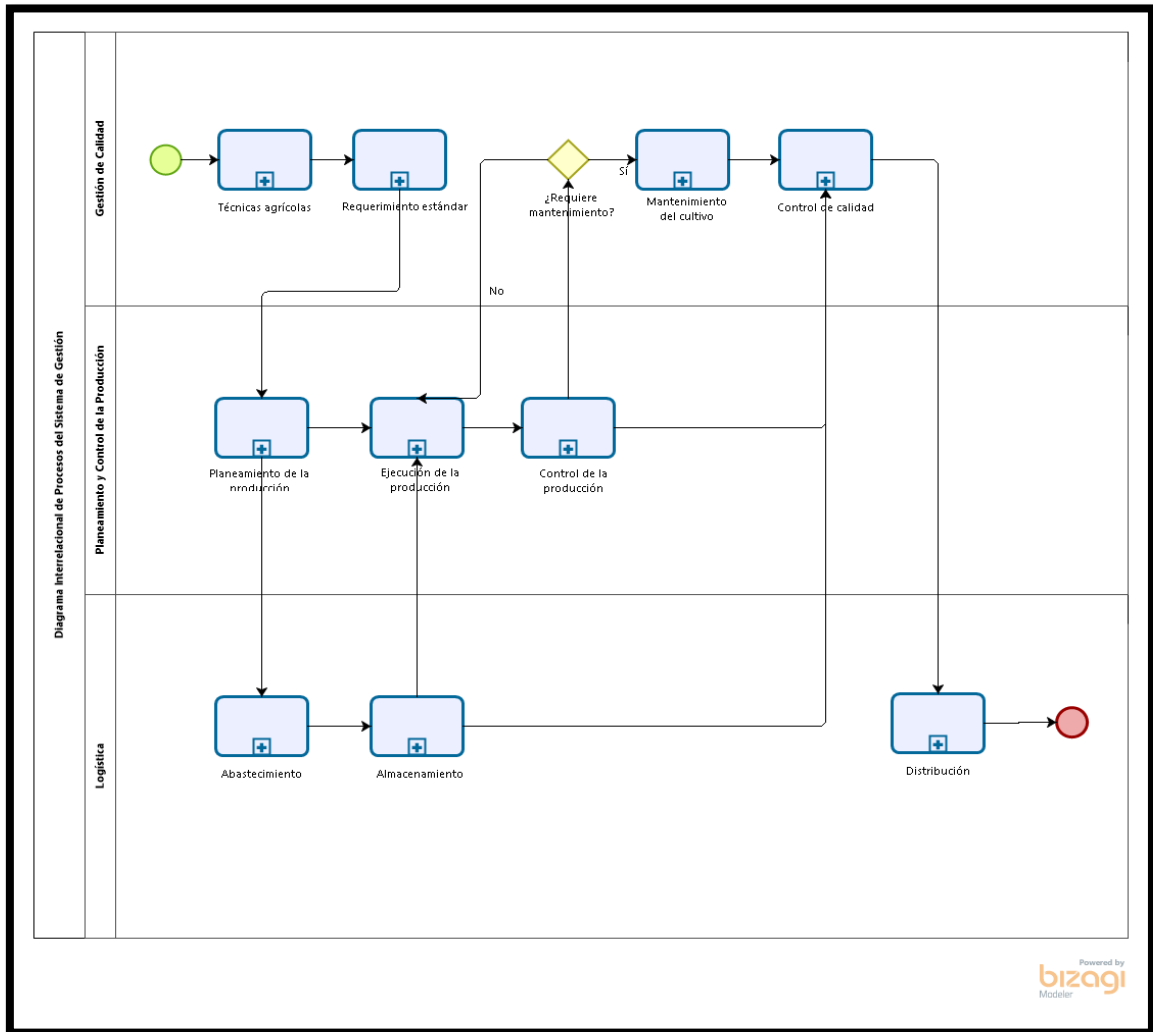 Diagrama Interrelacional de Procesos del Sistema de Gestión
Gestión de Calidad
Técnicas agrícolas
Requerimiento estándar
¿Requiere
mantenimiento?
Sí
Mantenimiento
del cultivo
Control de calidad
No
Planeamiento y Control de la Producción
Planeamiento de la
producción
Ejecución de la
producción
Control de la
producción
Logística
Abastecimiento
Almacenamiento
Distribución
Powered by
bizagi
Modeler